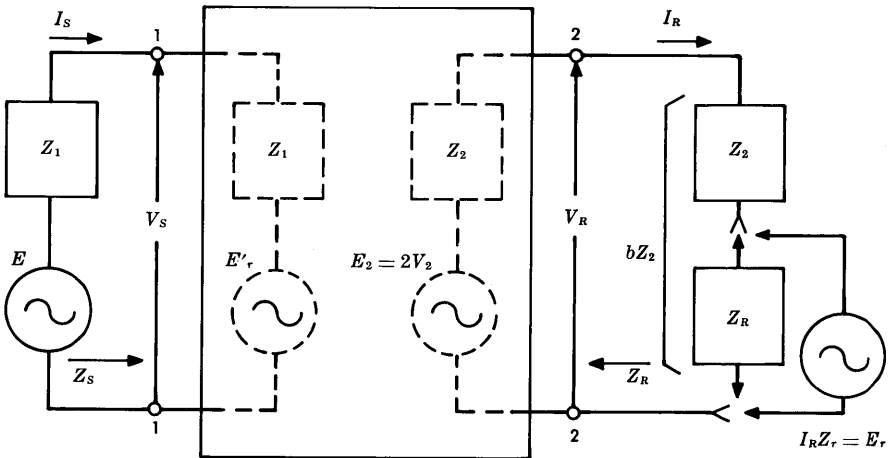 I_S
1
2
I_R
Z_1
Z_1
Z_2
Z_2
V_S
V_R
bZ_2
E
E'_r
E_2 = 2V_2
Z_R
Z_S
Z_R
1
2
I_R Z_r = E_r